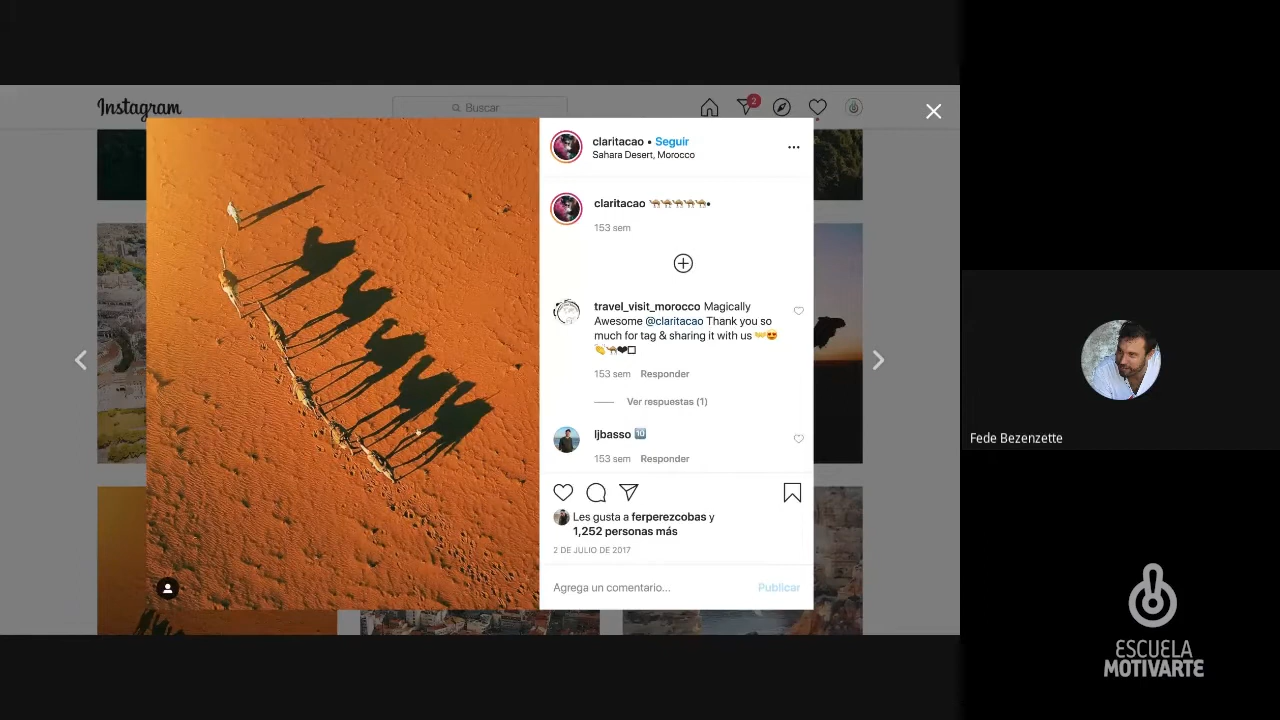 Instagram
Buscar
2
claritacao • Seguir
Sahara Desert, Morocco
claritacao 🐪🐪🐪🐪🐪•
153 sem
travel_visit_morocco Magically
Awesome @claritacao Thank you so
much for tag & sharing it with us 👐😍
👏🐪❤□
153 sem Responder
Ver respuestas (1)
ljbasso 🔟
153 sem Responder
Les gusta a ferperezcobas y
1,252 personas más
2 DE JULIO DE 2017
Agrega un comentario...
Publicar
Fede Bezenzette
ESCUELA
MOTIVARTE